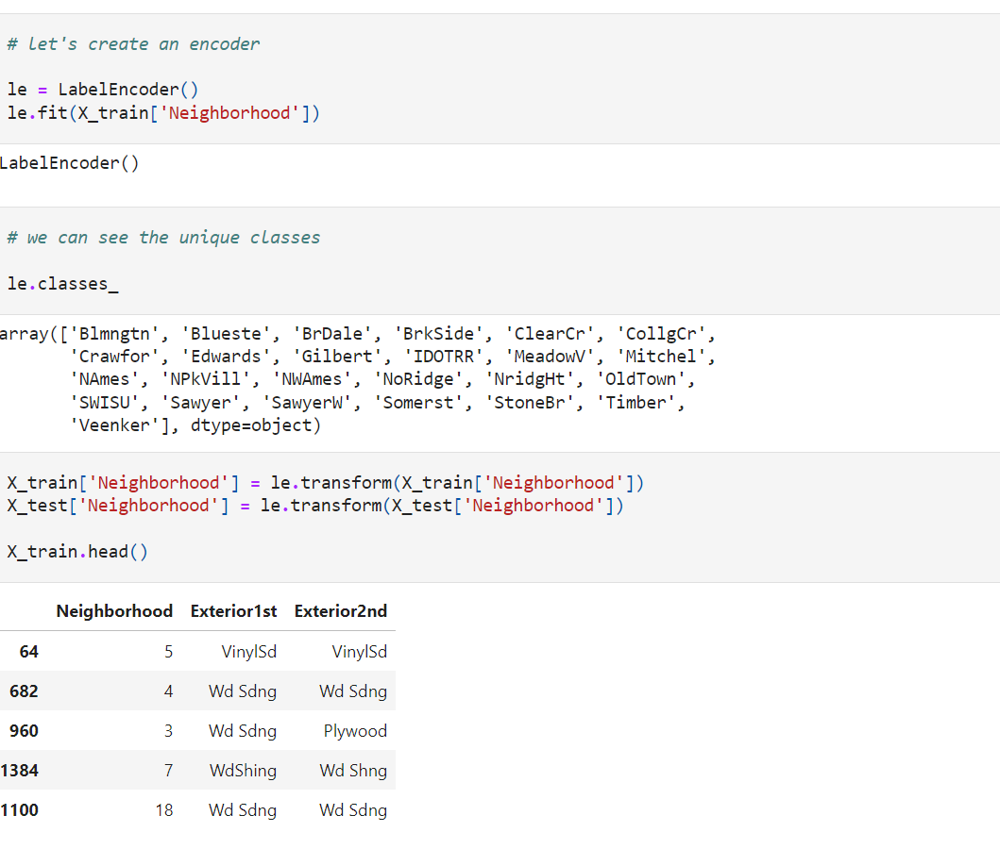 # let's create an encoder
le = LabelEncoder()
le.fit(X_train['Neighborhood'])
LabelEncoder()
# we can see the unique classes
le.classes_
array(['Blmngtn', 'Blueste', 'BrDale', 'BrkSide', 'ClearCr', 'CollgCr',
'Crawfor', 'Edwards', 'Gilbert', 'IDOTRR', 'MeadowV', 'Mitchel',
'NAmes', 'NPkVill', 'NWAmes', 'NoRidge', 'NridgHt', 'OldTown',
'SWISU', 'Sawyer', 'SawyerW', 'Somerst', 'StoneBr', 'Timber',
'Veenker'], dtype=object)
X_train['Neighborhood'] = le.transform(X_train['Neighborhood'])
X_test['Neighborhood'] = le.transform(X_test['Neighborhood'])
X_train.head()
Neighborhood Exterior1st Exterior2nd
64 5 VinylSd VinylSd
682 4 Wd Sdng Wd Sdng
960 3 Wd Sdng Plywood
1384 7 WdShing Wd Shng
1100 18 Wd Sdng Wd Sdng